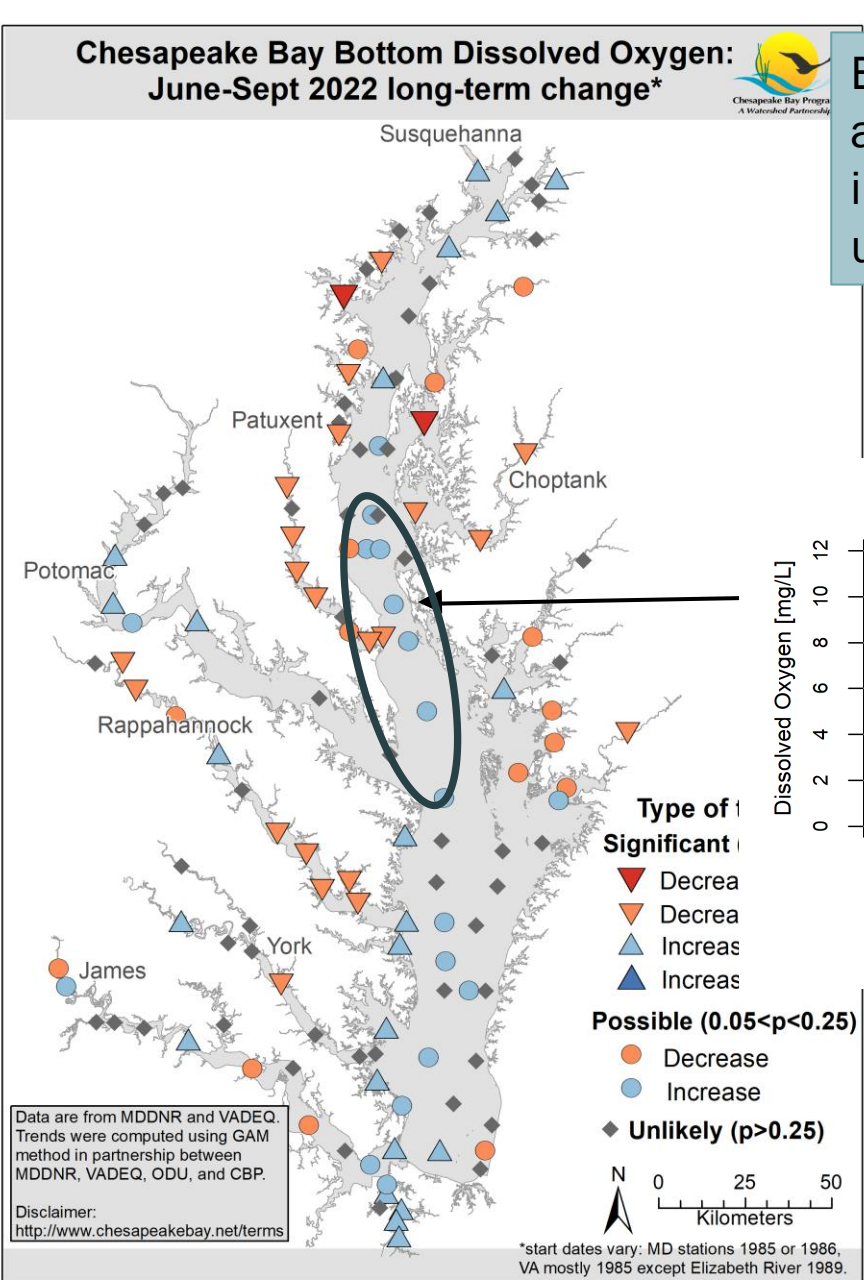 Chesapeake Bay Bottom Dissolved Oxygen:
June-Sept 2022 long-term change*
Chesapeake Bay Progra
A Watershed Partnership
E
a
i
u
Susquehanna
Patuxent
Choptank
Potomac
Rappahannock
York
James
Dissolved Oxygen [mg/L]
12
10
8
6
4
2
0
Type of t
Significant (
Decrea
Decrea
Increas
Increas
Possible (0.05<p<0.25)
Decrease
Increase
Unlikely (p>0.25)
Data are from MDDNR and VADEQ.
Trends were computed using GAM
method in partnership between
MDDNR, VADEQ, ODU, and CBP.
Disclaimer:
http://www.chesapeakebay.net/terms
N
0 25 50
Kilometers
*start dates vary: MD stations 1985 or 1986,
VA mostly 1985 except Elizabeth River 1989.